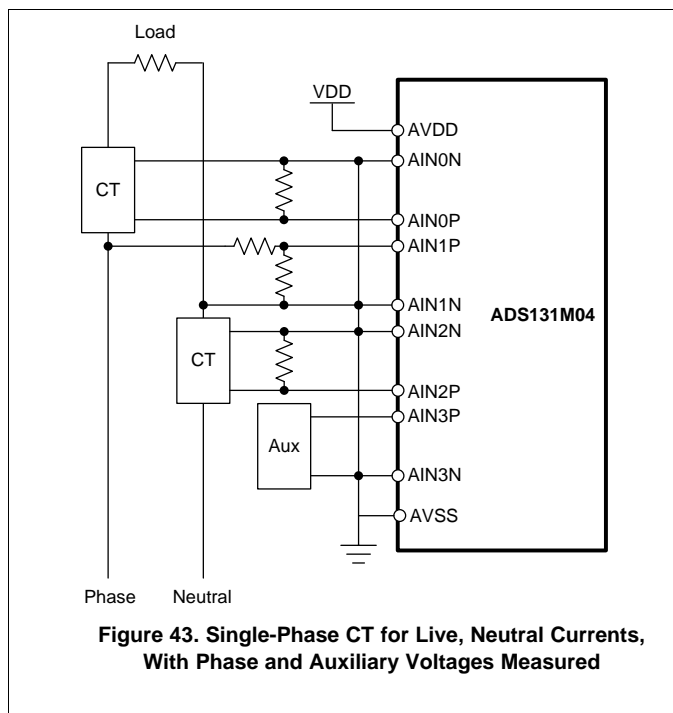 Load
VDD
AVDD
AIN0N
CT
AIN0P
AIN1P
AIN1N
ADS131M04
AIN2N
CT
AIN2P
AIN3P
Aux
AIN3N
AVSS
Phase Neutral
Figure 43. Single-Phase CT for Live, Neutral Currents,
With Phase and Auxiliary Voltages Measured